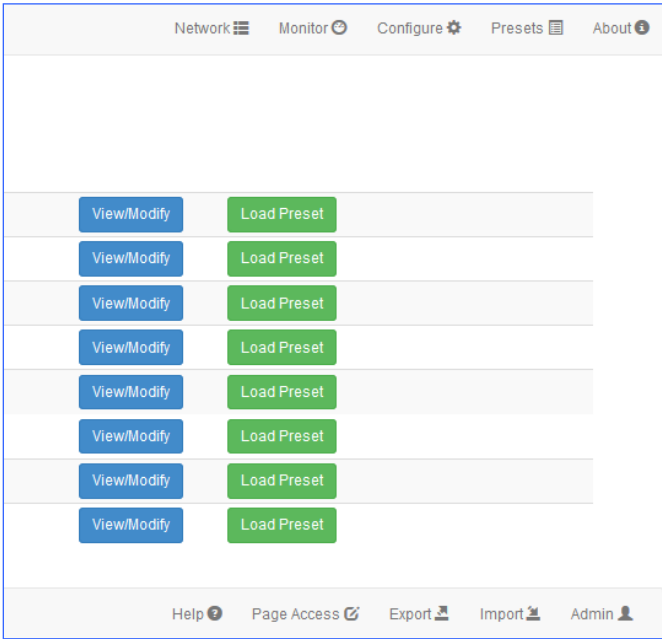 Network Monitor Configure Presets About
View/Modify Load Preset
View/Modify Load Preset
View/Modify Load Preset
View/Modify Load Preset
View/Modify Load Preset
View/Modify Load Preset
View/Modify Load Preset
View/Modify Load Preset
Help Page Access Export Import Admin